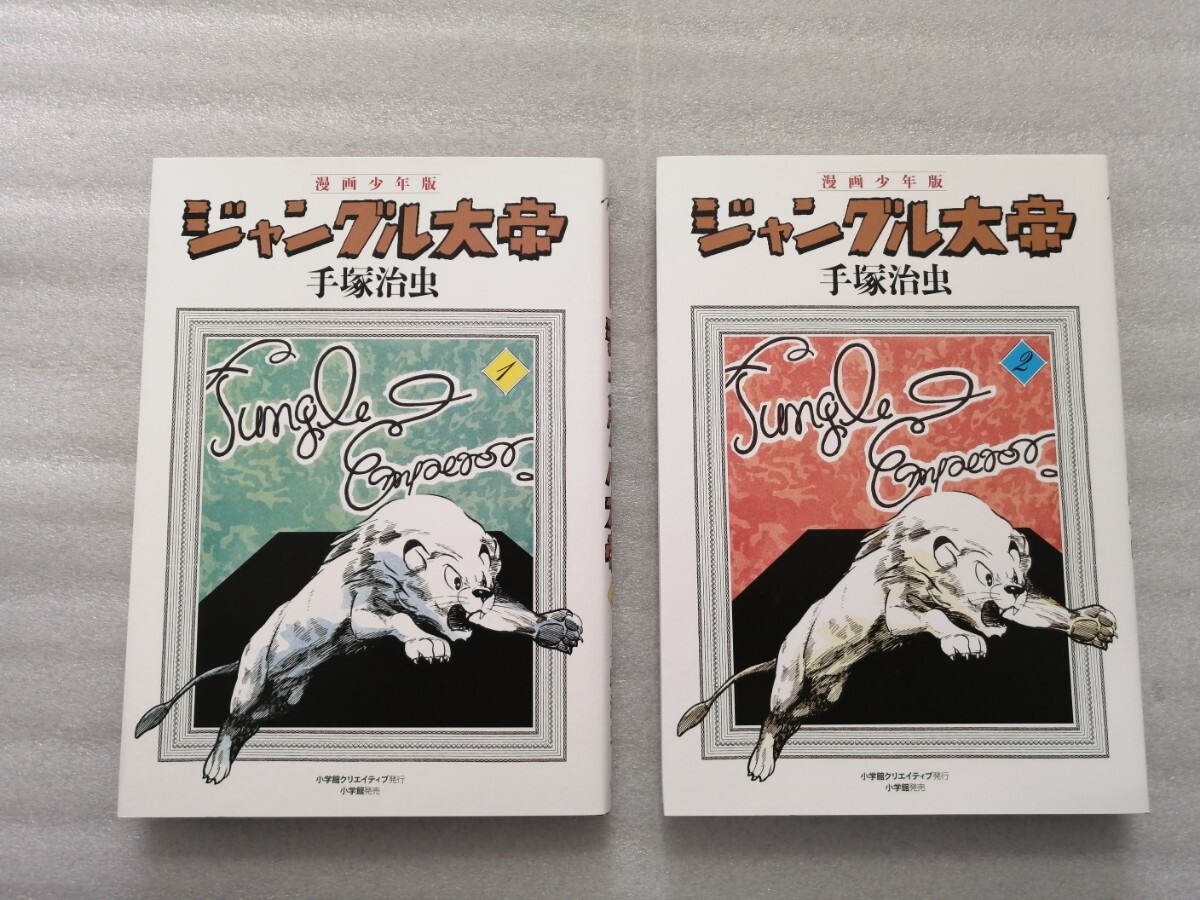 漫画少年版
ジャングル大帝
手塚治虫
1
Jungle
Emperor.
小学館クリエイティブ発行
小学館発売
漫画少年版
ジャングル大帝
手塚治虫
2
Jungle
Emperor.
小学館クリエイティブ発行
小学館発売